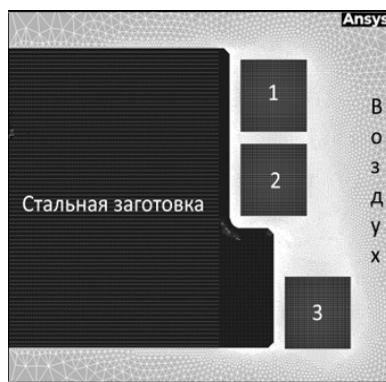 Ansys
1
2
Стальная заготовка
3
В
о
з
д
у
х